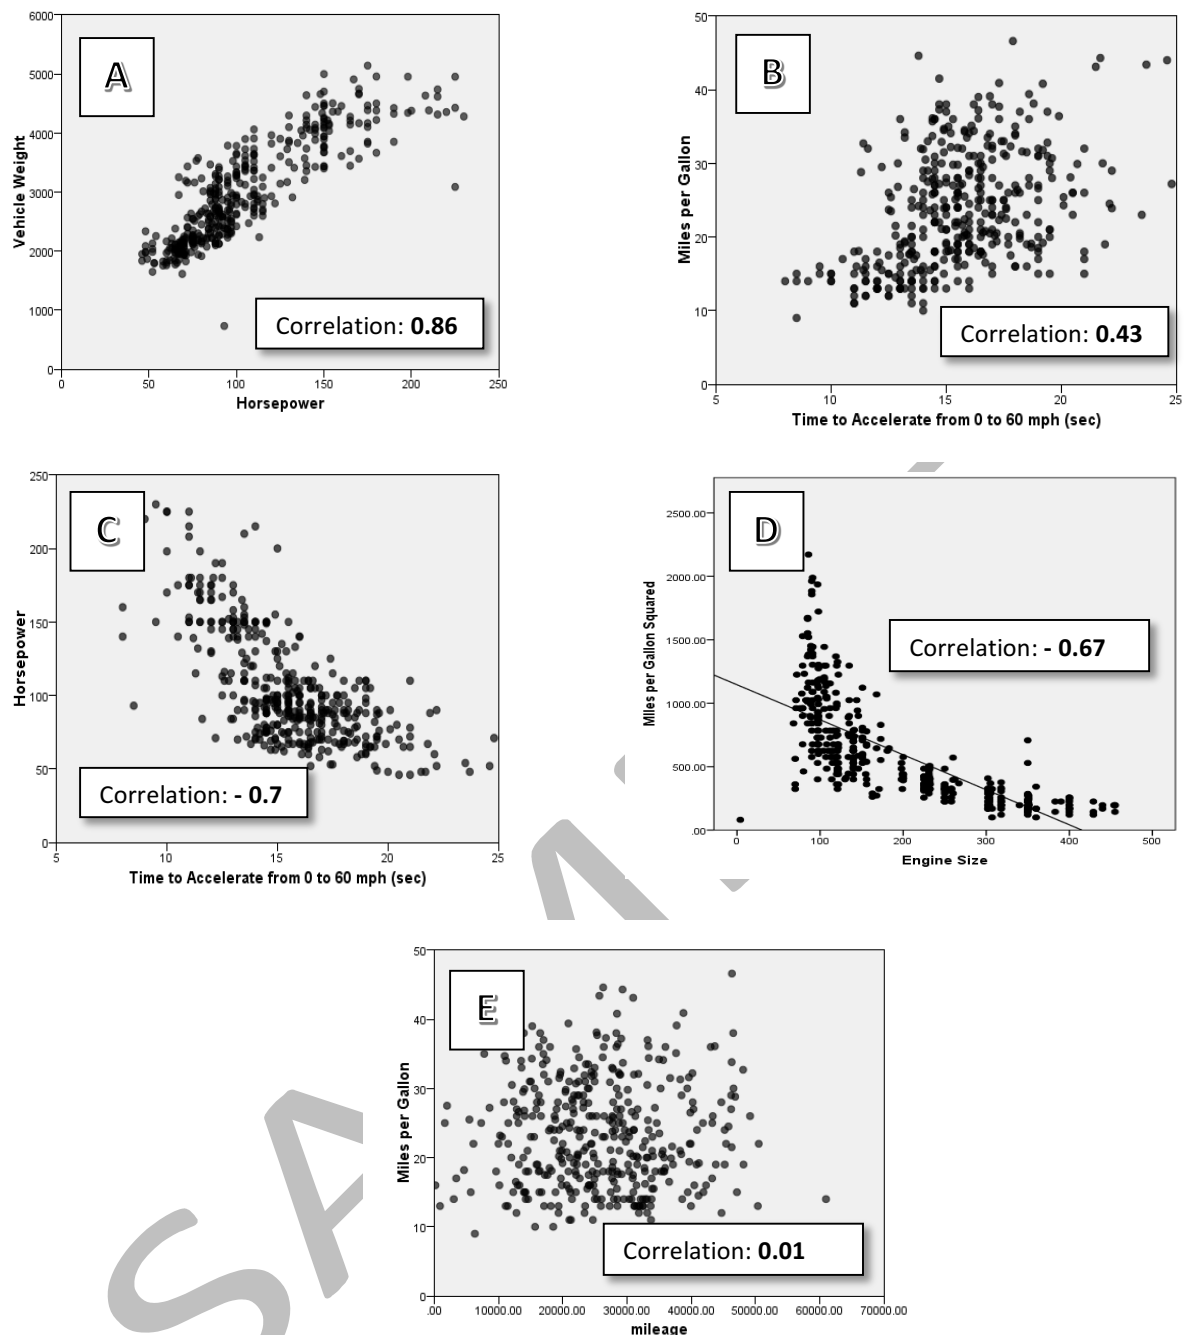 A
Vehicle Weight
6000
5000
4000
3000
2000
1000
0
Correlation: 0.86
0 50 100 150 200 250
Horsepower
B
Miles per Gallon
50
40
30
20
10
0
Correlation: 0.43
5 10 15 20 25
Time to Accelerate from 0 to 60 mph (sec)
C
Horsepower
250
200
150
100
50
0
Correlation: - 0.7
5 10 15 20 25
Time to Accelerate from 0 to 60 mph (sec)
D
Miles per Gallon Squared
2500.00
2000.00
1500.00
1000.00
500.00
.00
Correlation: - 0.67
0 100 200 300 400 500
Engine Size
E
Miles per Gallon
50
40
30
20
10
0
Correlation: 0.01
.00 10000.00 20000.00 30000.00 40000.00 50000.00 60000.00 70000.00
mileage
SA